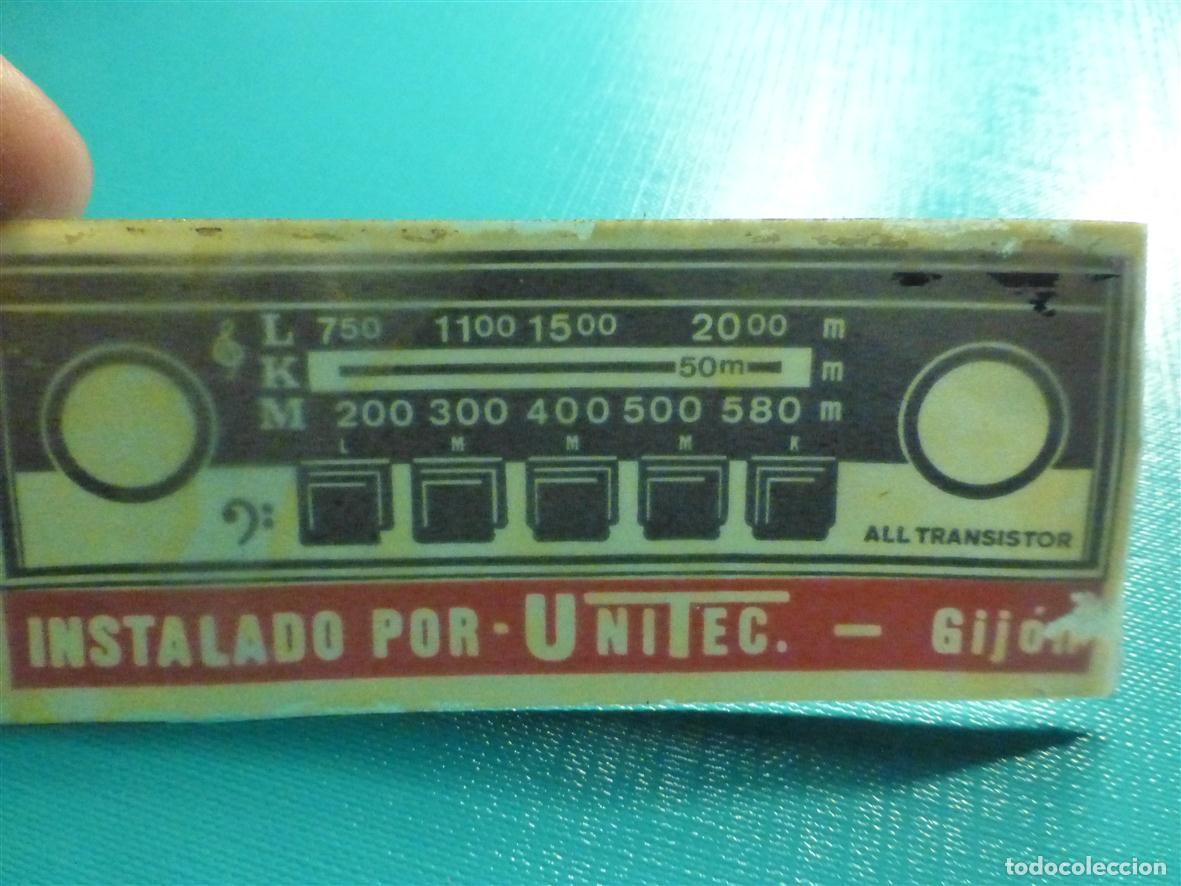 L 750 1100 1500 2000 m
K 50m m
M 200 300 400 500 580 m
L M M M K
ALL TRANSISTOR
INSTALADO POR - UNITEC. - Gijón
todocoleccion